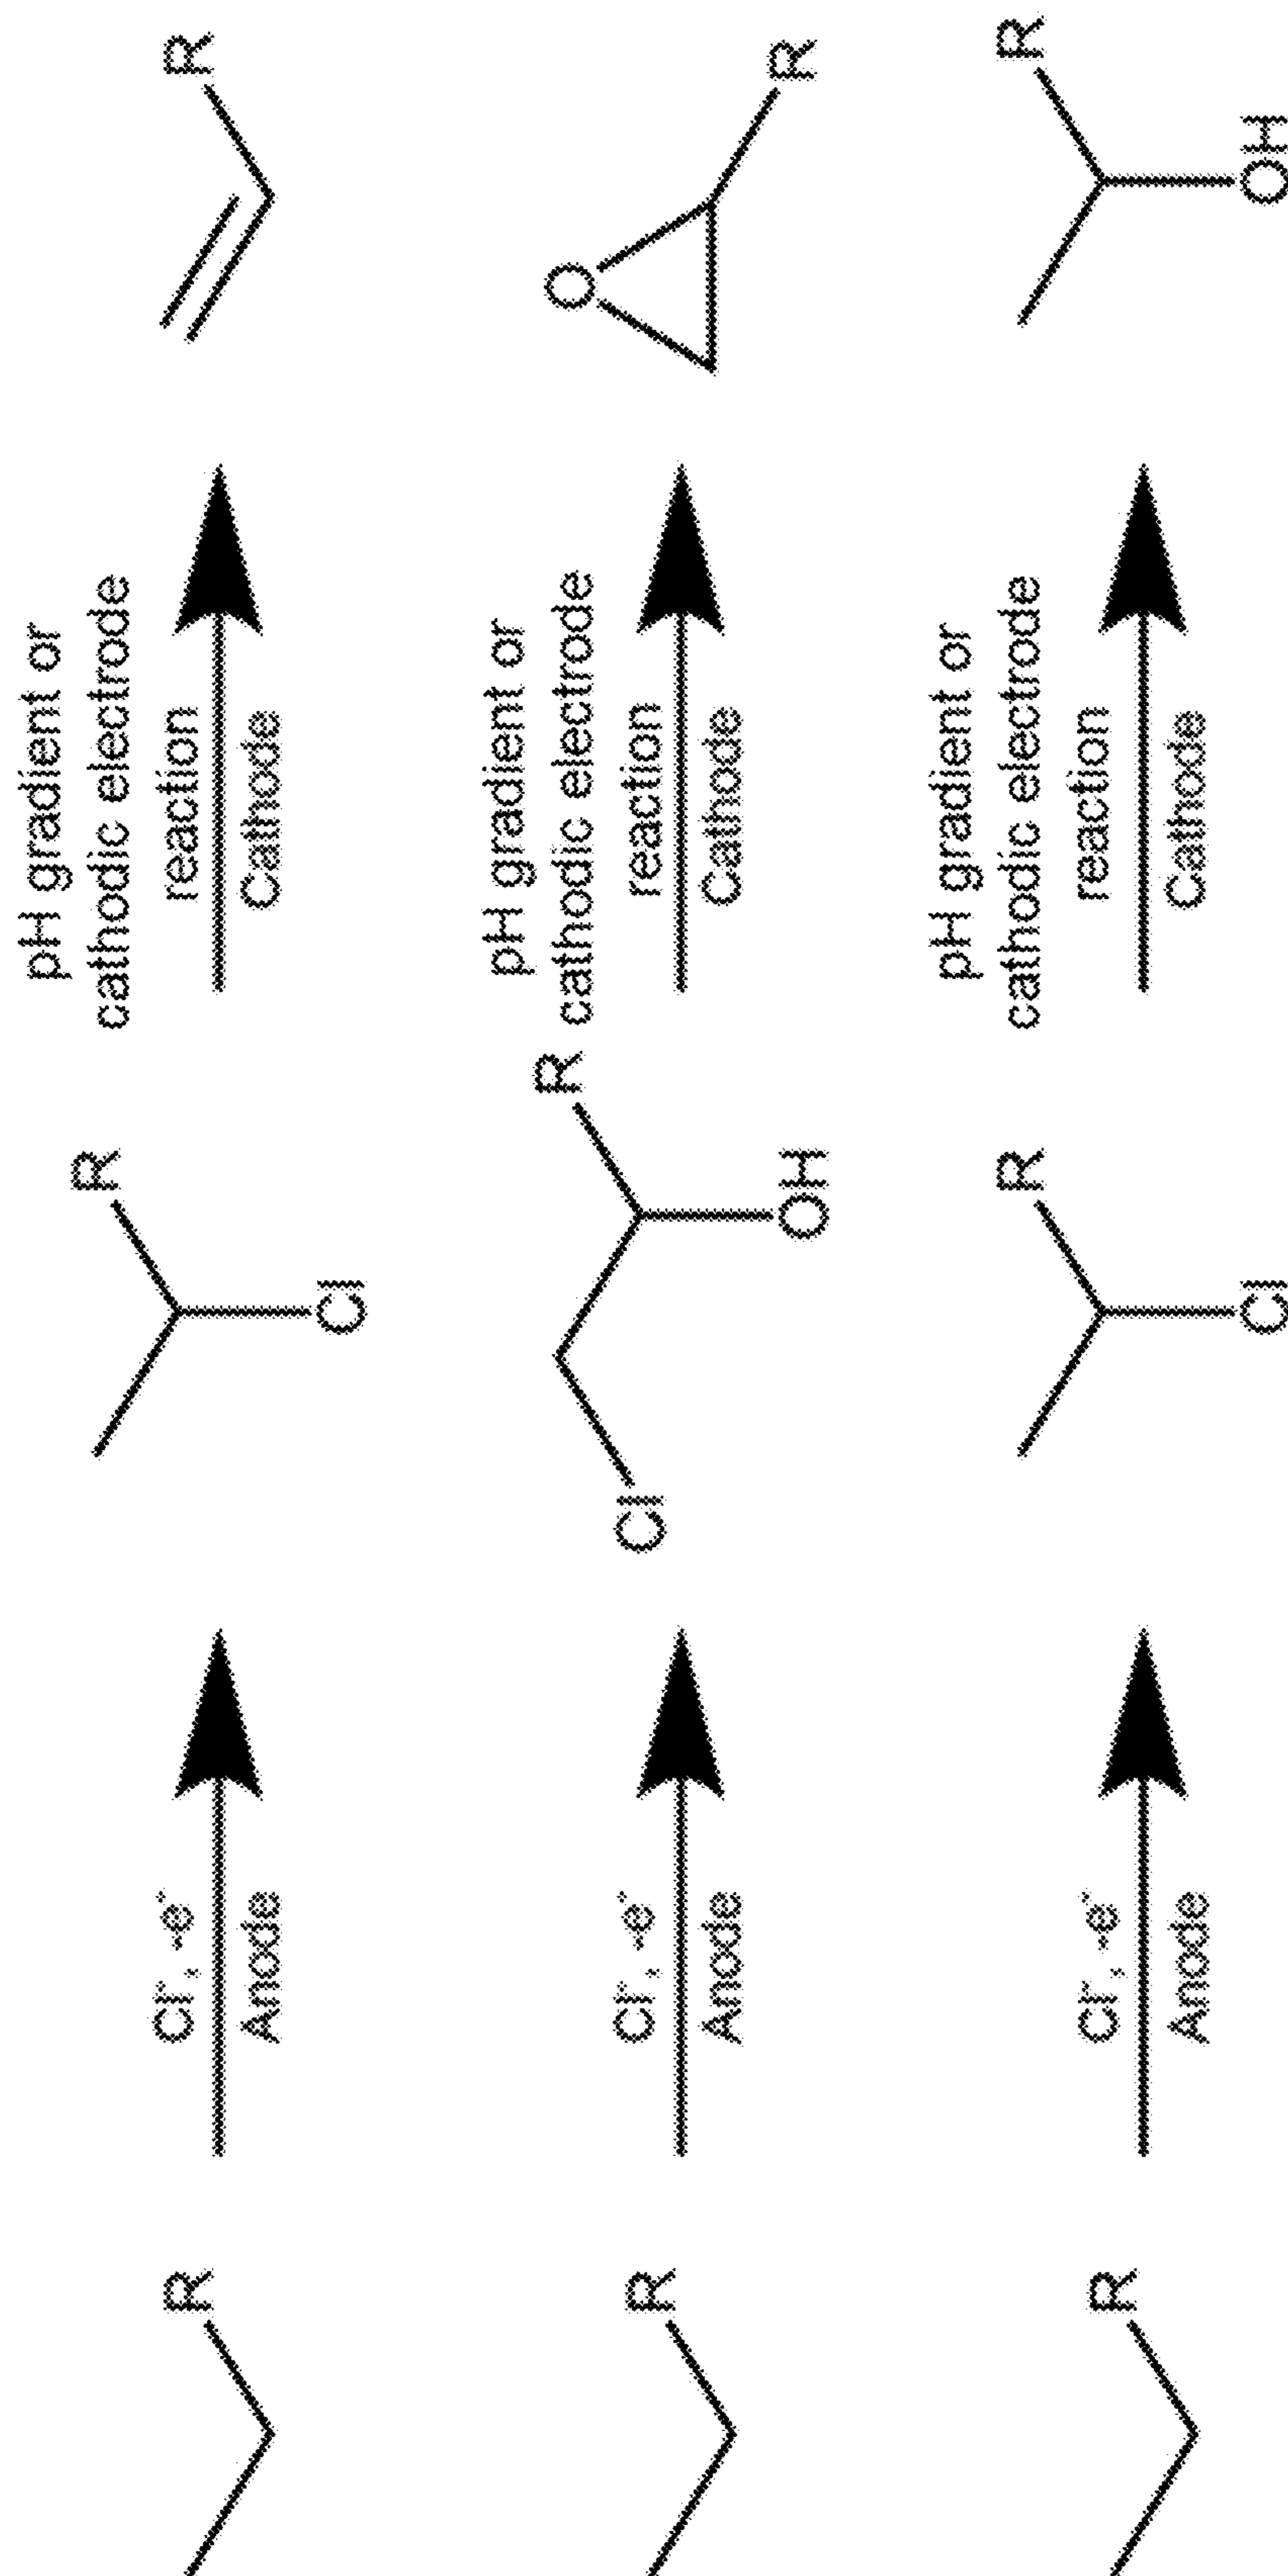 R
Cl⁻, -e⁻
Anode
R
Cl
pH gradient or
cathodic electrode
reaction
Cathode
R
R
Cl⁻, -e⁻
Anode
Cl
R
OH
pH gradient or
cathodic electrode
reaction
Cathode
O
R
R
Cl⁻, -e⁻
Anode
R
Cl
pH gradient or
cathodic electrode
reaction
Cathode
R
OH